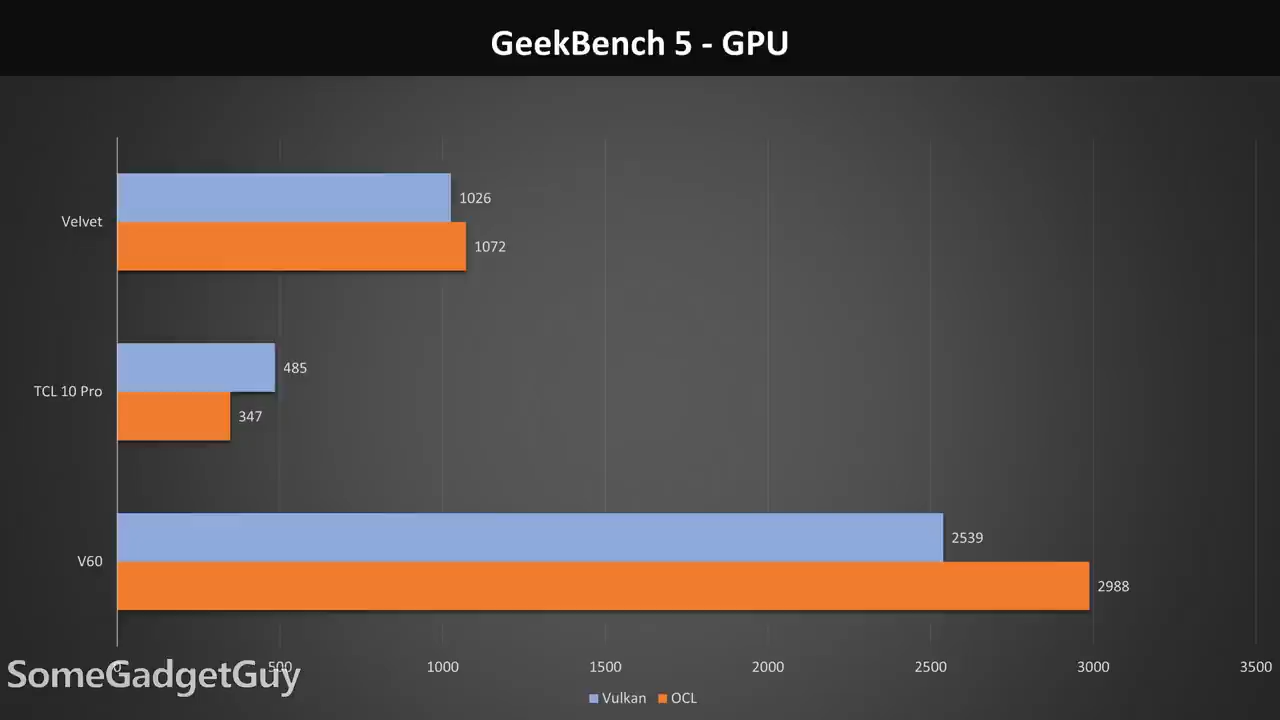 GeekBench 5 - GPU
Velvet
1026
1072
TCL 10 Pro
485
347
V60
2539
2988
0 500 1000 1500 2000 2500 3000 3500
SomeGadgetGuy
Vulkan OCL